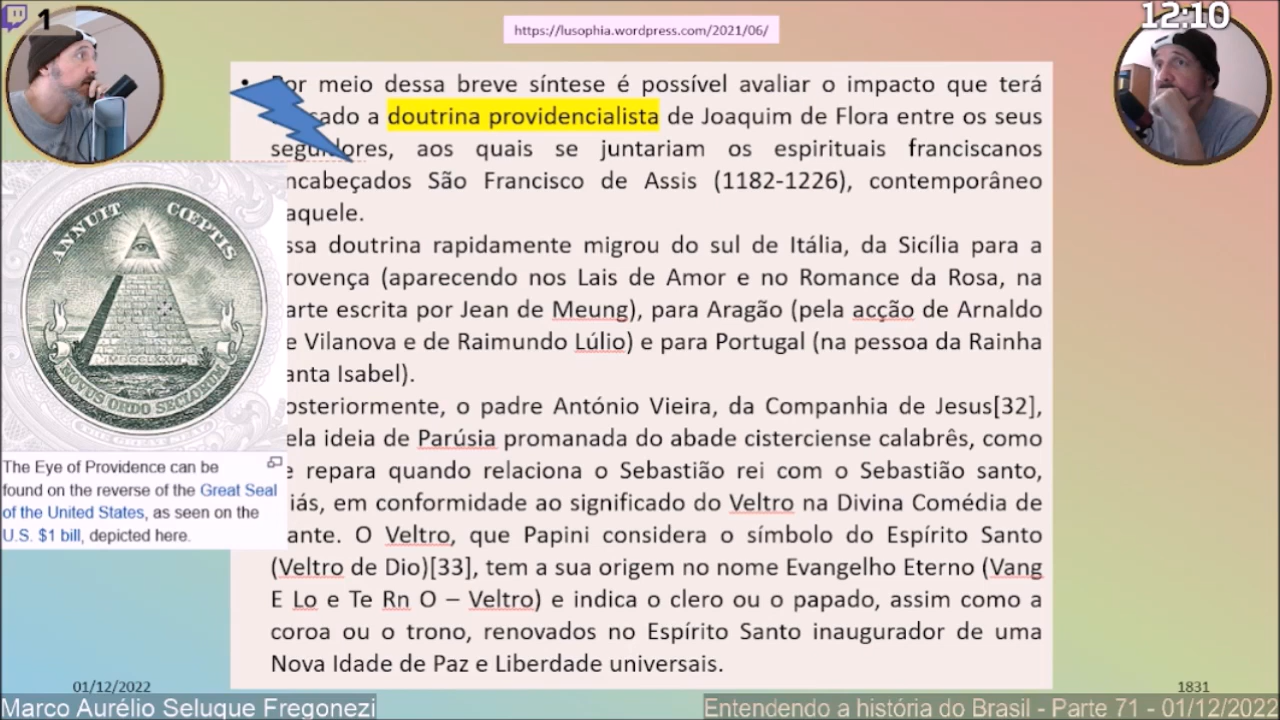 1
12:10
https://lusophia.wordpress.com/2021/06/
or meio dessa breve síntese é possível avaliar o impacto que terá
sado a doutrina providencialista de Joaquim de Flora entre os seus
seguidores, aos quais se juntariam os espirituais franciscanos
ncabeçados São Francisco de Assis (1182-1226), contemporâneo
aquele.
ssa doutrina rapidamente migrou do sul de Itália, da Sicília para a
rovença (aparecendo nos Lais de Amor e no Romance da Rosa, na
arte escrita por Jean de Meung), para Aragão (pela acção de Arnaldo
e Vilanova e de Raimundo Lúlio) e para Portugal (na pessoa da Rainha
anta Isabel).
osteriormente, o padre António Vieira, da Companhia de Jesus[32],
ela ideia de Parúsia promanada do abade cisterciense calabrês, como
e repara quando relaciona o Sebastião rei com o Sebastião santo,
iás, em conformidade ao significado do Veltro na Divina Comédia de
ante. O Veltro, que Papini considera o símbolo do Espírito Santo
(Veltro de Dio)[33], tem a sua origem no nome Evangelho Eterno (Vang
E Lo e Te Rn O – Veltro) e indica o clero ou o papado, assim como a
coroa ou o trono, renovados no Espírito Santo inaugurador de uma
Nova Idade de Paz e Liberdade universais.
ANNUIT CŒPTIS
MDCCLXXVI
NOVUS ORDO SECLORUM
THE GREAT SEAL
The Eye of Providence can be
found on the reverse of the Great Seal
of the United States, as seen on the
U.S. $1 bill, depicted here.
01/12/2022
1831
Marco Aurélio Seluque Fregonezi
Entendendo a história do Brasil - Parte 71 - 01/12/2022